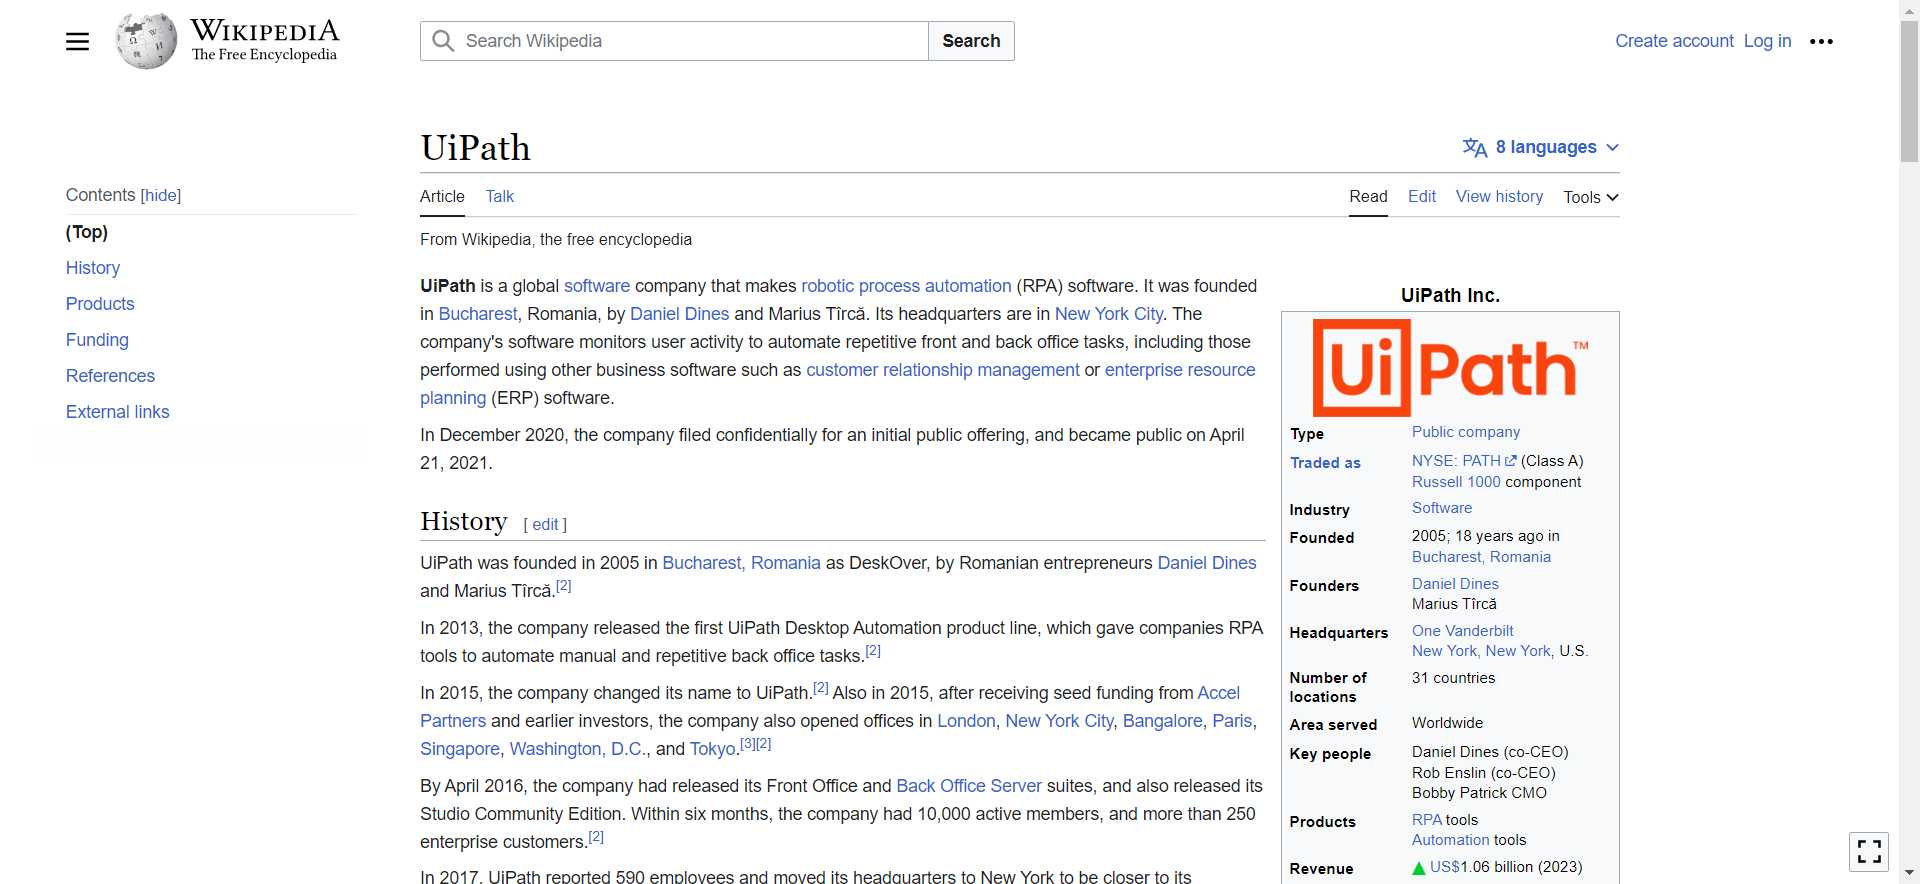 WIKIPEDIA
The Free Encyclopedia
Search Wikipedia
Search
Create account Log in
UiPath
8 languages
Article Talk
Read Edit View history Tools
From Wikipedia, the free encyclopedia
Contents [hide]
(Top)
History
Products
Funding
References
External links
UiPath is a global software company that makes robotic process automation (RPA) software. It was founded
in Bucharest, Romania, by Daniel Dines and Marius Tîrcă. Its headquarters are in New York City. The
company's software monitors user activity to automate repetitive front and back office tasks, including those
performed using other business software such as customer relationship management or enterprise resource
planning (ERP) software.
In December 2020, the company filed confidentially for an initial public offering, and became public on April
21, 2021.
History [ edit ]
UiPath was founded in 2005 in Bucharest, Romania as DeskOver, by Romanian entrepreneurs Daniel Dines
and Marius Tîrcă.[2]
In 2013, the company released the first UiPath Desktop Automation product line, which gave companies RPA
tools to automate manual and repetitive back office tasks.[2]
In 2015, the company changed its name to UiPath.[2] Also in 2015, after receiving seed funding from Accel
Partners and earlier investors, the company also opened offices in London, New York City, Bangalore, Paris,
Singapore, Washington, D.C., and Tokyo.[3][2]
By April 2016, the company had released its Front Office and Back Office Server suites, and also released its
Studio Community Edition. Within six months, the company had 10,000 active members, and more than 250
enterprise customers.[2]
In 2017, UiPath reported 590 employees and moved its headquarters to New York to be closer to its
UiPath Inc.
UiPath™
Type Public company
Traded as NYSE: PATH (Class A)
Russell 1000 component
Industry Software
Founded 2005; 18 years ago in
Bucharest, Romania
Founders Daniel Dines
Marius Tîrcă
Headquarters One Vanderbilt
New York, New York, U.S.
Number of 31 countries
locations
Area served Worldwide
Key people Daniel Dines (co-CEO)
Rob Enslin (co-CEO)
Bobby Patrick CMO
Products RPA tools
Automation tools
Revenue US$1.06 billion (2023)